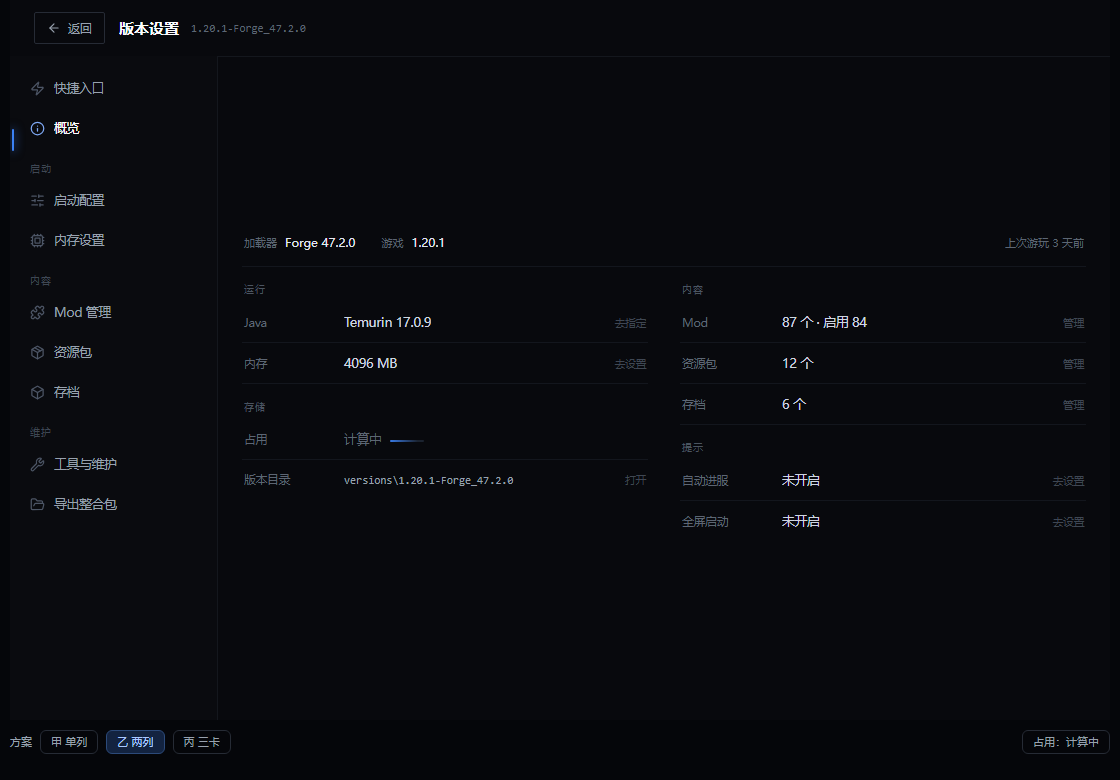 返回 版本设置 1.20.1-Forge_47.2.0
快捷入口
概览
启动
启动配置
内存设置
内容
Mod 管理
资源包
存档
维护
工具与维护
导出整合包
加载器 Forge 47.2.0 游戏 1.20.1 上次游玩 3 天前
运行
Java Temurin 17.0.9 去指定
内存 4096 MB 去设置
存储
占用 计算中
版本目录 versions\1.20.1-Forge_47.2.0 打开
内容
Mod 87 个 · 启用 84 管理
资源包 12 个 管理
存档 6 个 管理
提示
自动进服 未开启 去设置
全屏启动 未开启 去设置
方案 甲 单列 乙 两列 丙 三卡 占用：计算中